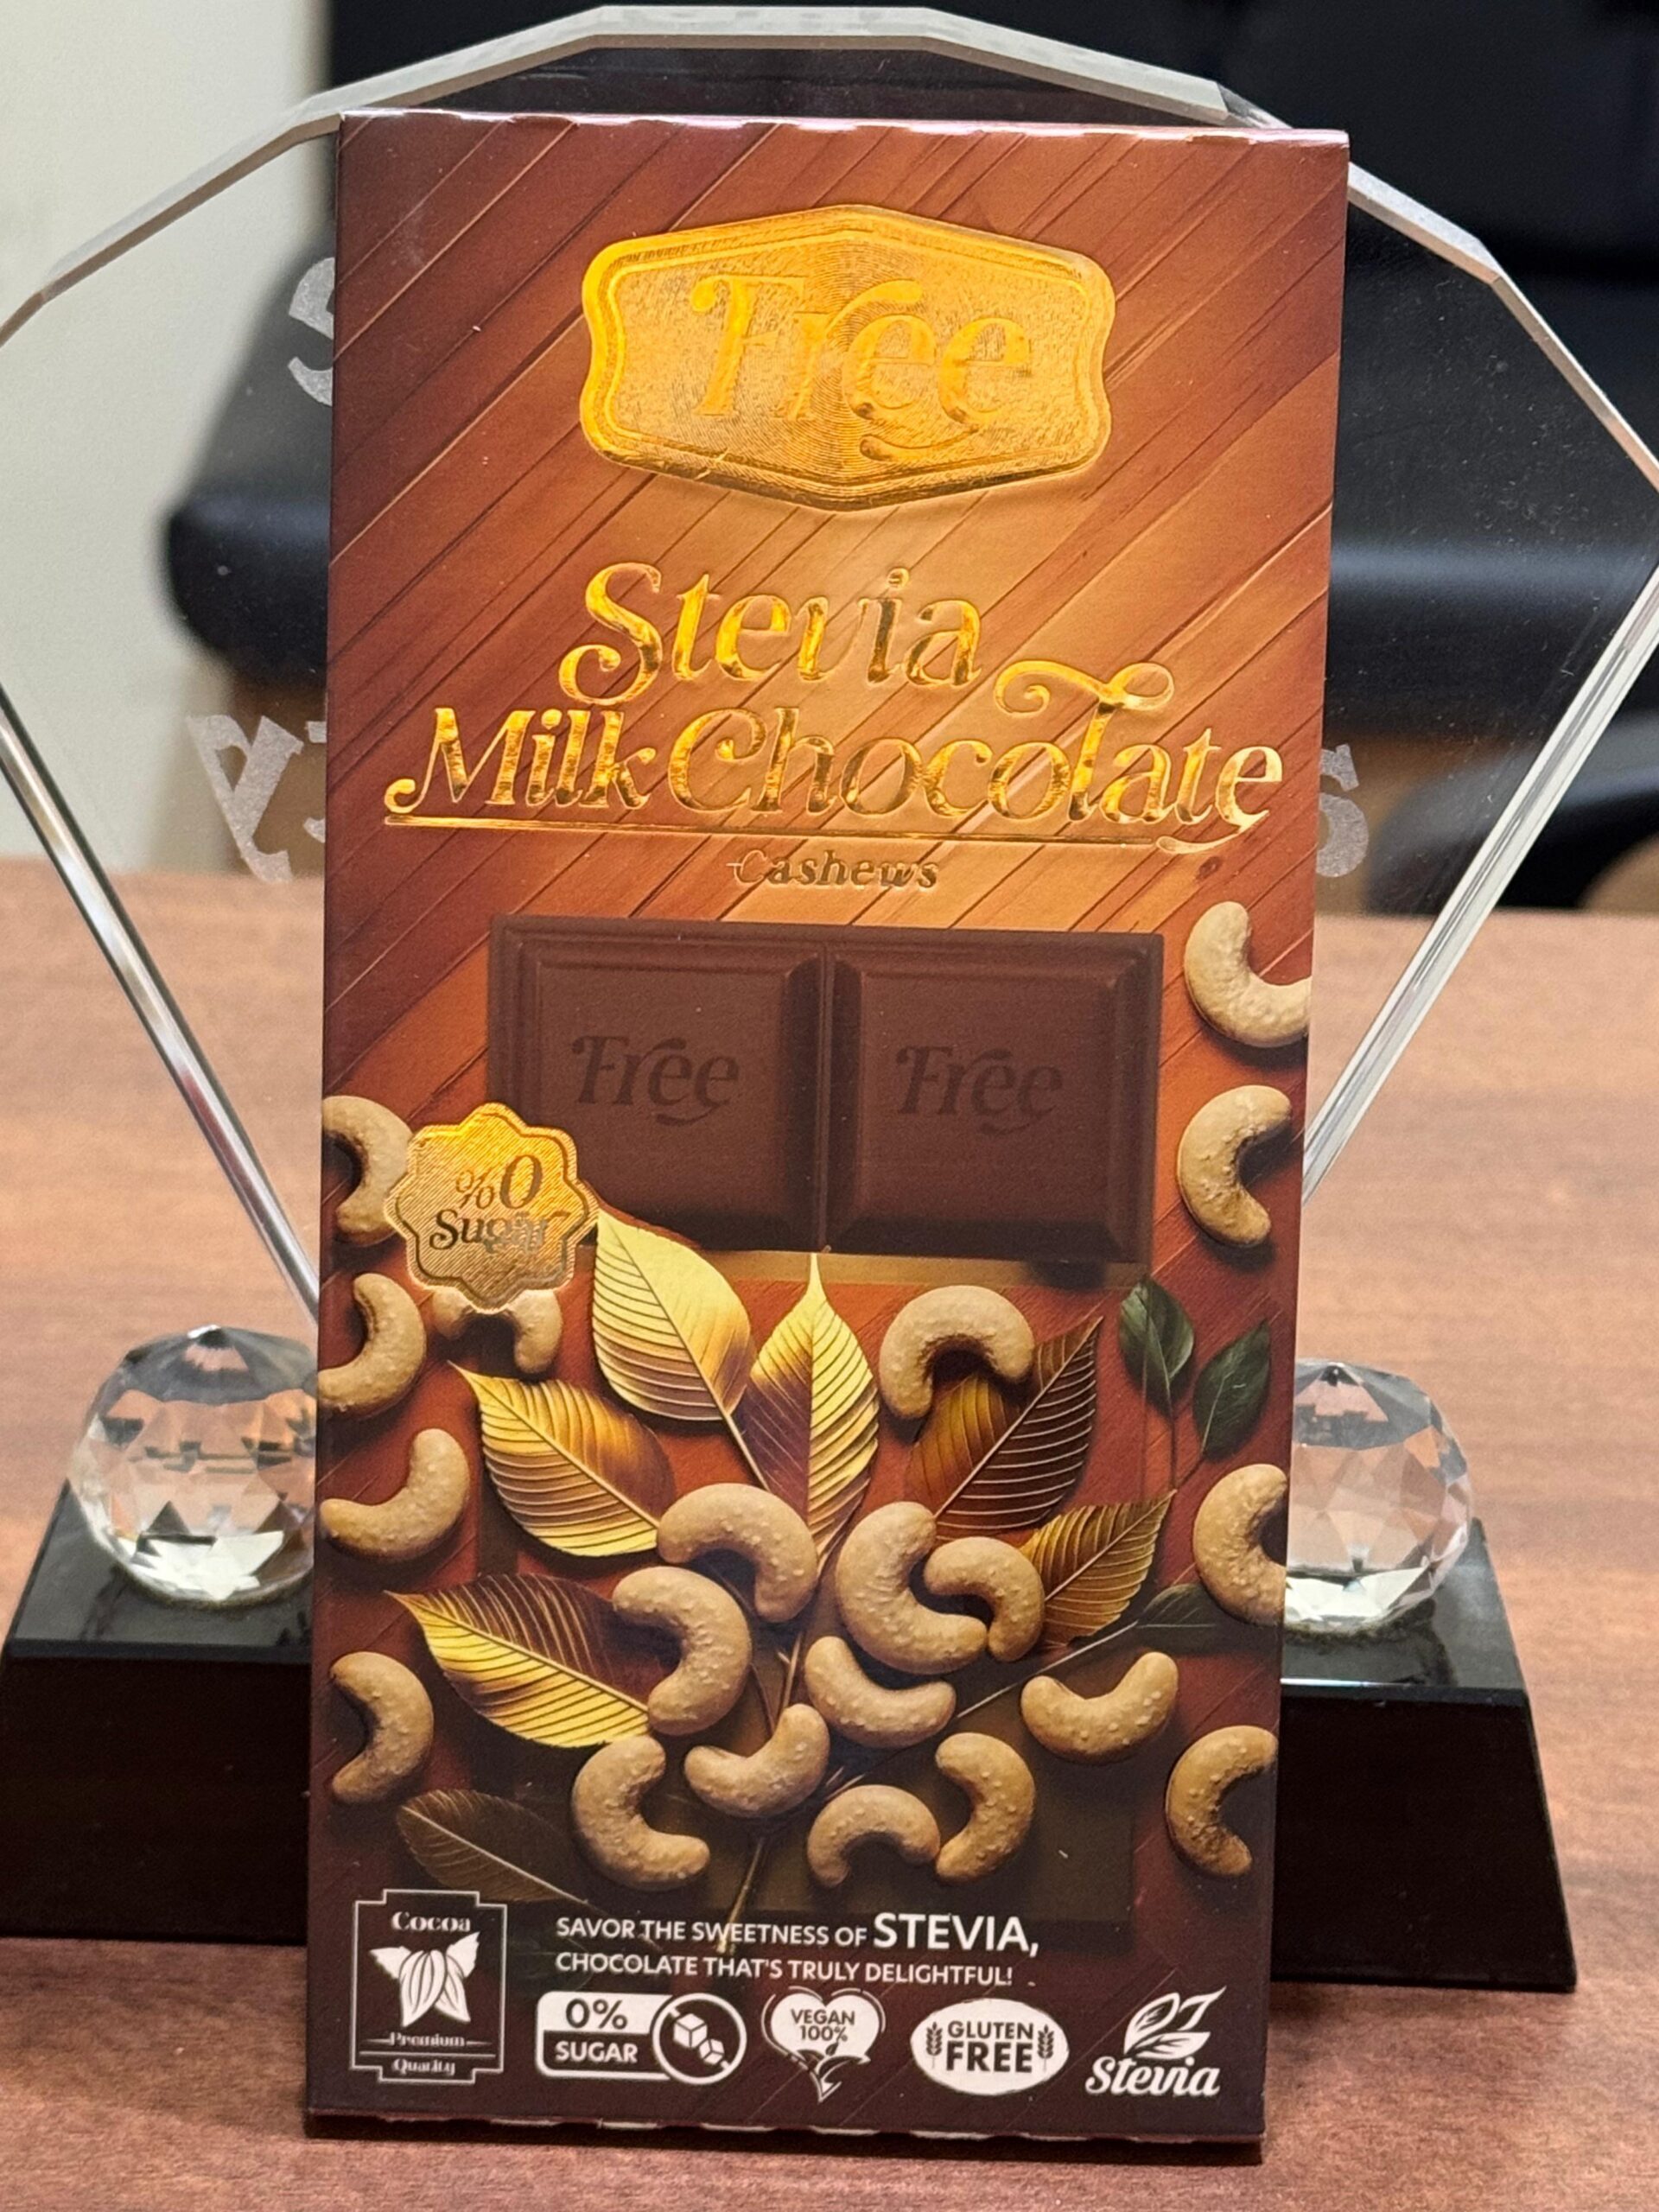 Free
Stevia
Milk Chocolate
Cashews
Free Free
%0
Sugar
Cocoa
Premium
Quality
SAVOR THE SWEETNESS OF STEVIA,
CHOCOLATE THAT'S TRULY DELIGHTFUL!
0%
SUGAR
VEGAN
100%
GLUTEN
FREE
Stevia